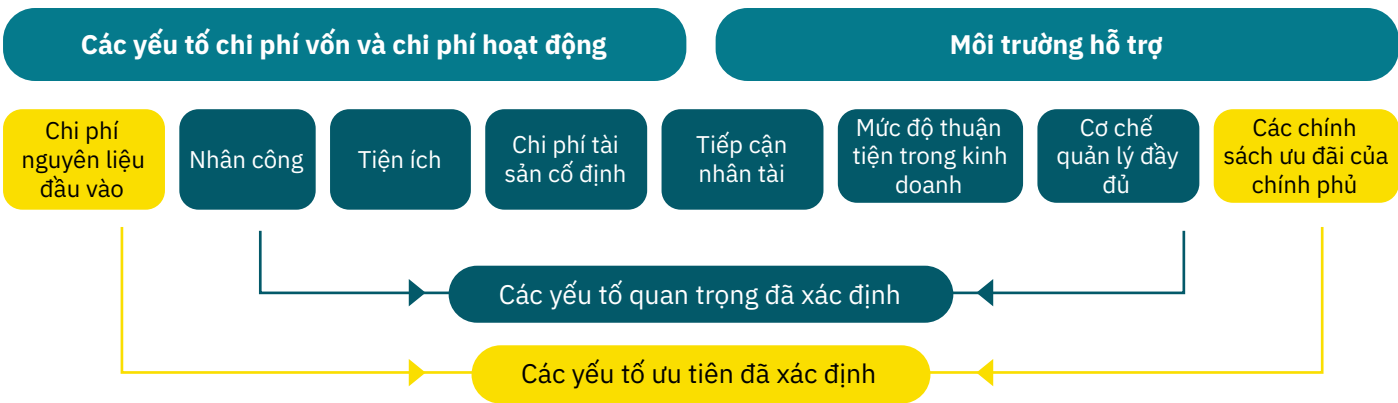 Các yếu tố chi phí vốn và chi phí hoạt động
Môi trường hỗ trợ
Chi phí
nguyên liệu
đầu vào
Nhân công
Tiện ích
Chi phí tài
sản cố định
Tiếp cận
nhân tài
Mức độ thuận
tiện trong kinh
doanh
Cơ chế
quản lý đầy
đủ
Các chính
sách ưu đãi của
chính phủ
Các yếu tố quan trọng đã xác định
Các yếu tố ưu tiên đã xác định